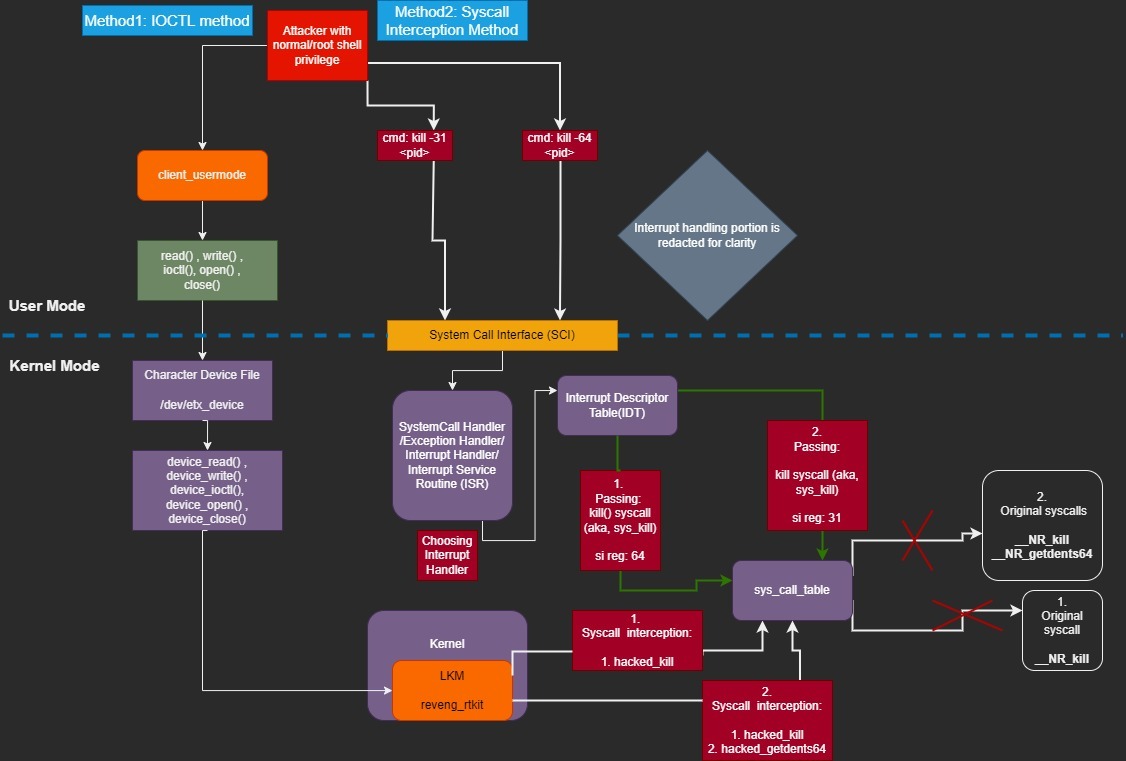 Method1: IOCTL method
Method2: Syscall
Interception Method
Attacker with
normal/root shell
privilege
cmd: kill -31
<pid>
cmd: kill -64
<pid>
client_usermode
Interrupt handling portion is
redacted for clarity
read() , write() ,
ioctl(), open() ,
close()
User Mode
System Call Interface (SCI)
Kernel Mode
Character Device File
/dev/etx_device
SystemCall Handler
/Exception Handler/
Interrupt Handler/
Interrupt Service
Routine (ISR)
Interrupt Descriptor
Table(IDT)
device_read() ,
device_write() ,
device_ioctl(),
device_open() ,
device_close()
Choosing
Interrupt
Handler
1.
Passing:
kill() syscall
(aka, sys_kill)
si reg: 64
2.
Passing:
kill syscall (aka,
sys_kill)
si reg: 31
2.
Original syscalls
__NR_kill
__NR_getdents64
sys_call_table
1.
Original
syscall
__NR_kill
Kernel
LKM
reveng_rtkit
1.
Syscall interception:
1. hacked_kill
2.
Syscall interception:
1. hacked_kill
2. hacked_getdents64